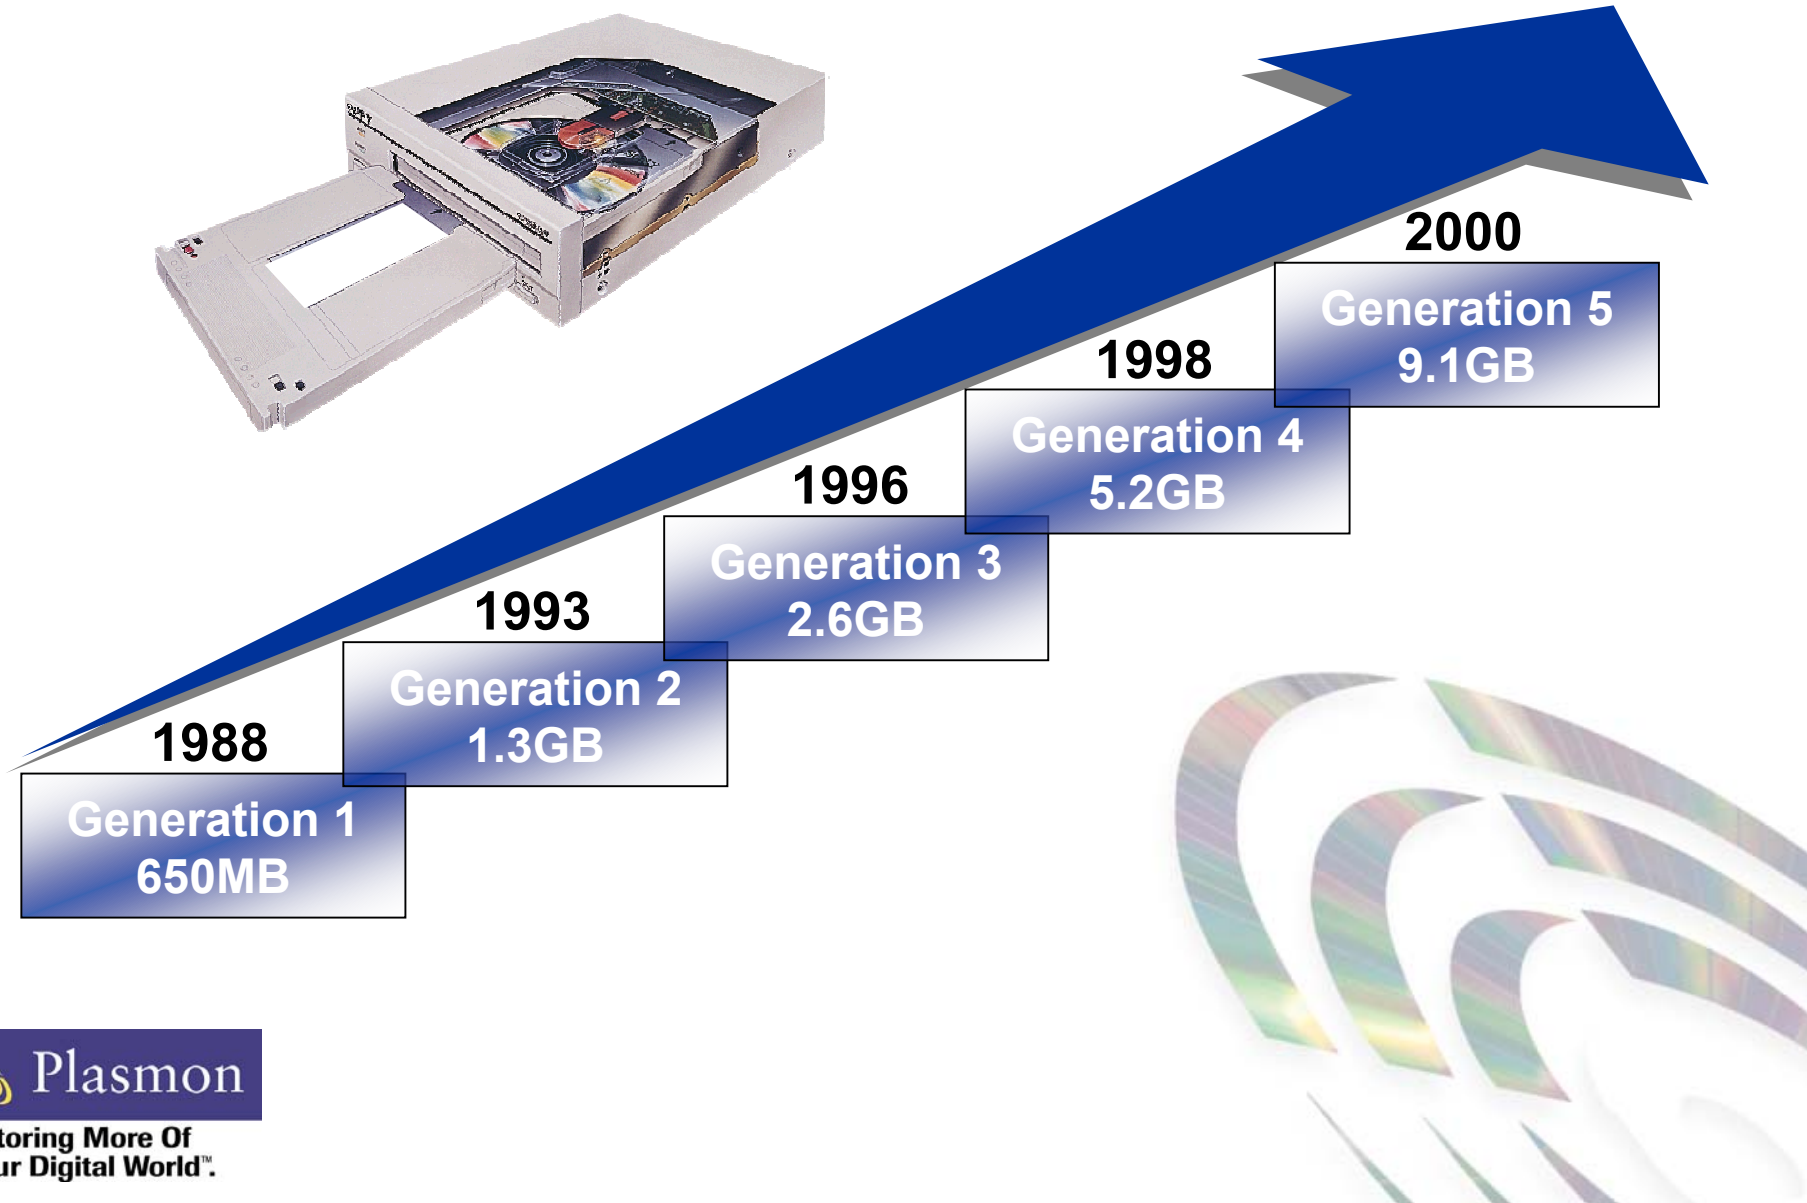 2000
Generation 5
9.1GB
1998
Generation 4
5.2GB
1996
Generation 3
2.6GB
1993
Generation 2
1.3GB
1988
Generation 1
650MB
Plasmon
toring More Of
ur Digital World™.